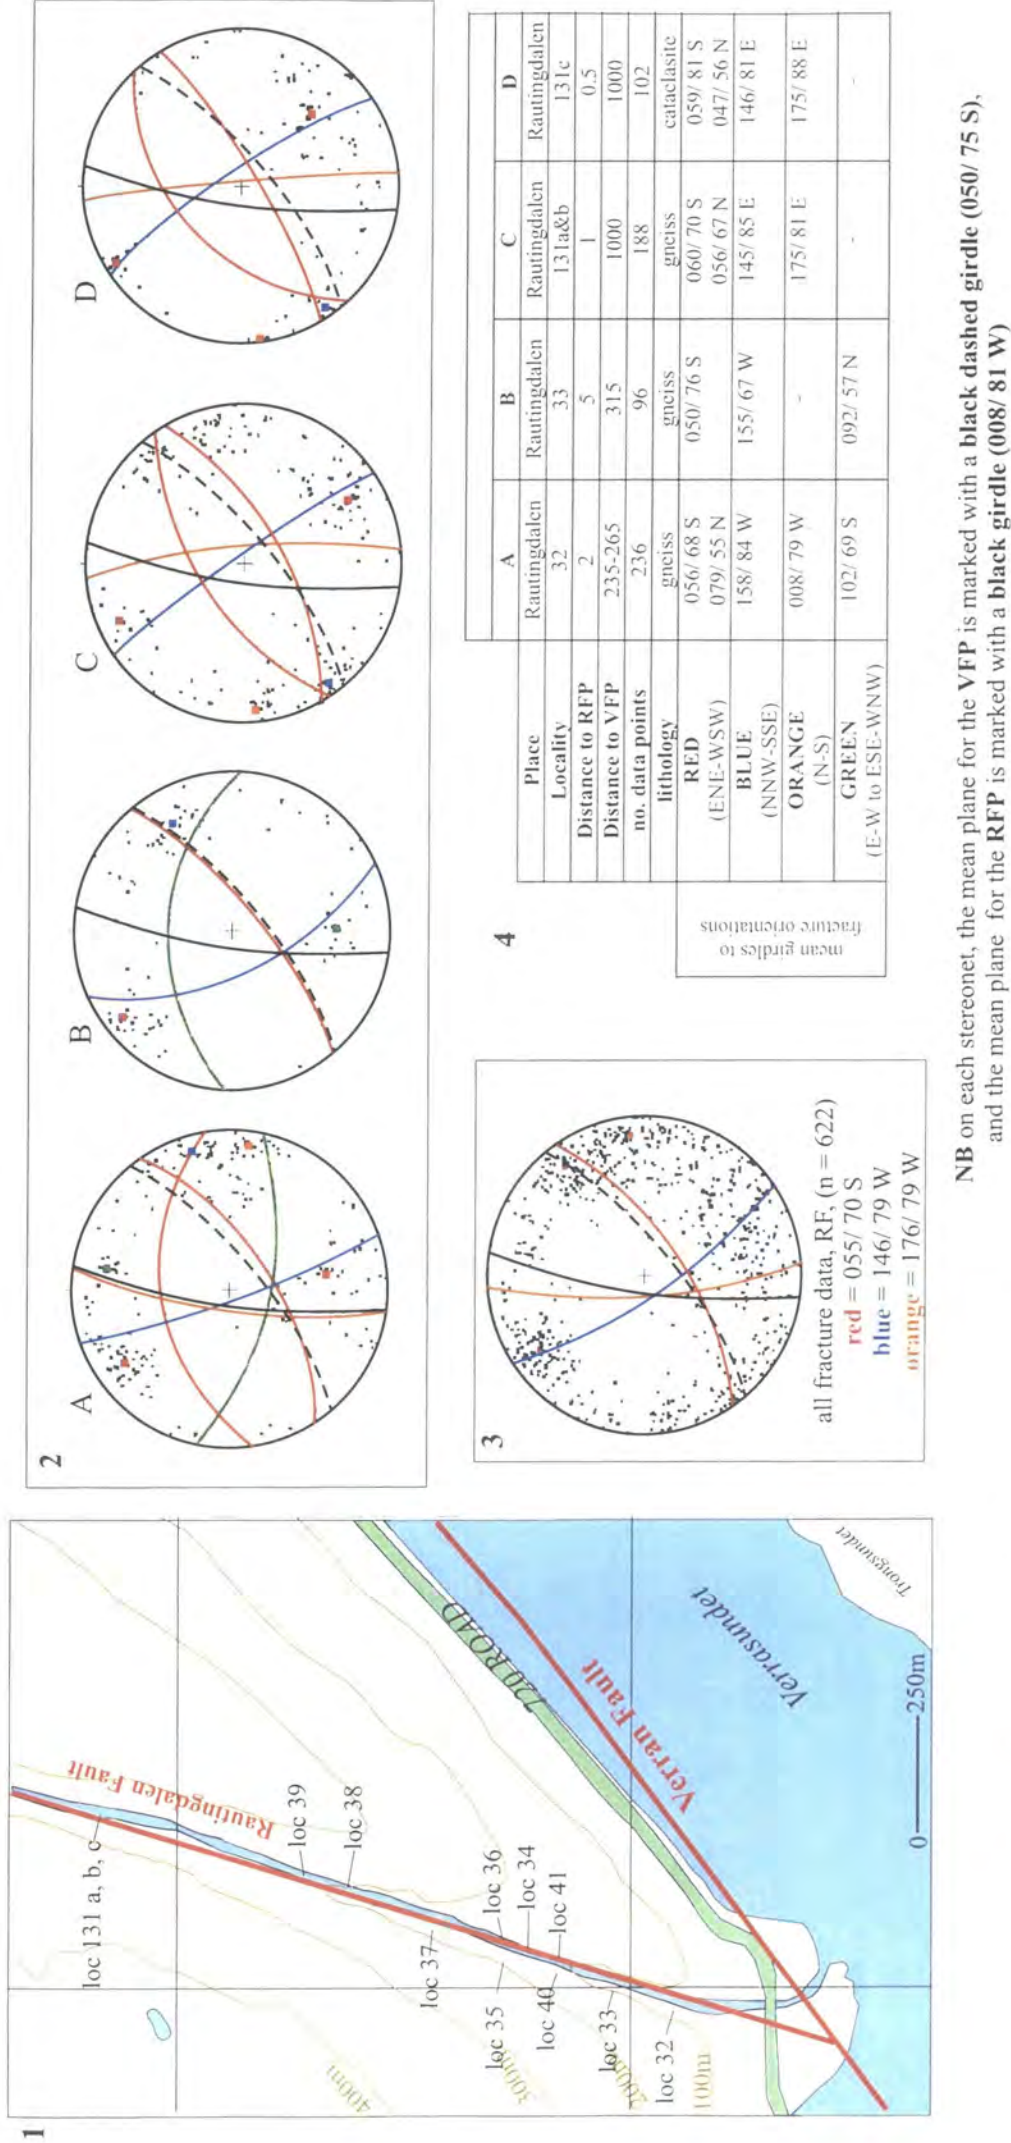 1
loc 131 a, b, c
Rautingdalen Fault
loc 39
loc 38
loc 37
loc 36
loc 35
loc 34
loc 41
loc 40
loc 33
loc 32
400m
300m
200m
100m
720 ROAD
Verran Fault
Verrasundet
Trongsundet
0
250m
2
A
B
C
D
3
all fracture data, RF, (n = 622)
red = 055/ 70 S
blue = 146/ 79 W
orange = 176/ 79 W
4
A B C D
Place Rautingdalen Rautingdalen Rautingdalen Rautingdalen
Locality 32 33 131a&b 131c
Distance to RFP 2 5 1 0.5
Distance to VFP 235-265 315 1000 1000
no. data points 236 96 188 102
lithology gneiss gneiss gneiss cataclasite
mean girdles to
fracture orientations
RED 056/ 68 S 050/ 76 S 060/ 70 S 059/ 81 S
(ENE-WSW) 079/ 55 N 056/ 67 N 047/ 56 N
BLUE 158/ 84 W 155/ 67 W 145/ 85 E 146/ 81 E
(NNW-SSE)
ORANGE 008/ 79 W - 175/ 81 E 175/ 88 E
(N-S)
GREEN 102/ 69 S 092/ 57 N - -
(E-W to ESE-WNW)
NB on each stereonet, the mean plane for the VFP is marked with a black dashed girdle (050/ 75 S),
and the mean plane for the RFP is marked with a black girdle (008/ 81 W)